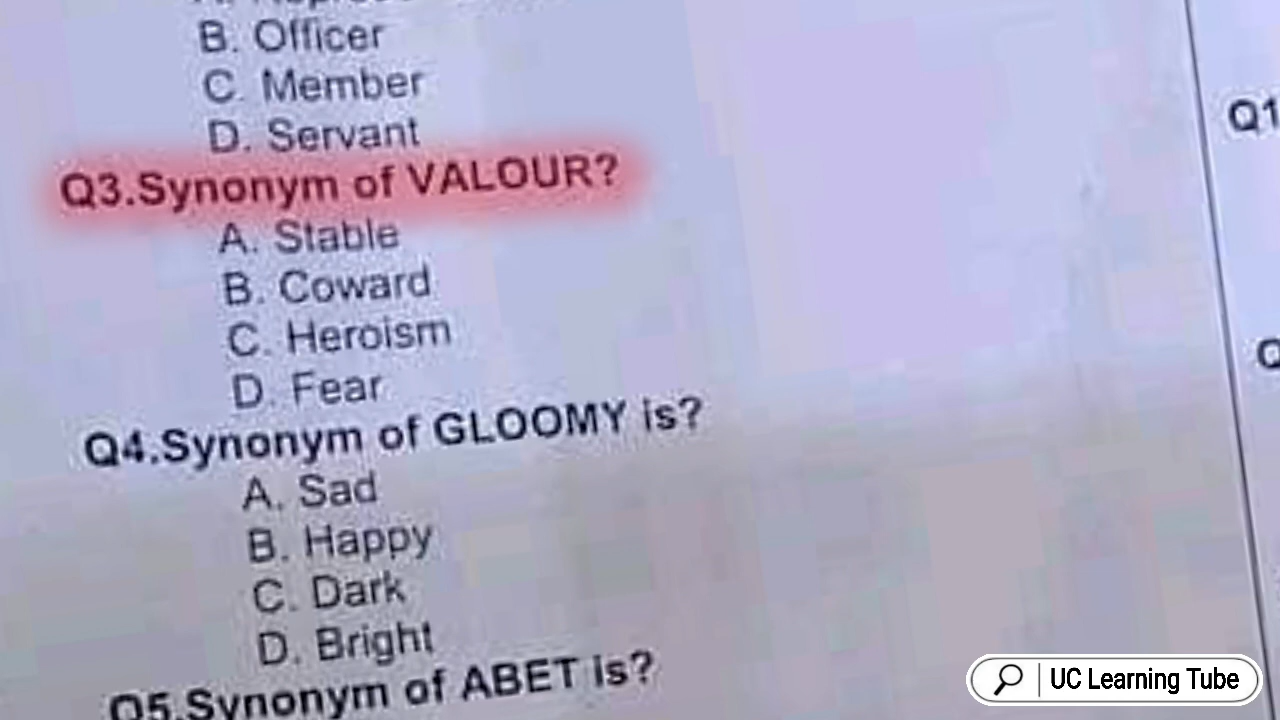 B. Officer
C. Member
D. Servant
Q3.Synonym of VALOUR?
A. Stable
B. Coward
C. Heroism
D. Fear
Q4.Synonym of GLOOMY is?
A. Sad
B. Happy
C. Dark
D. Bright
Q5.Synonym of ABET is?
Q1
Q
UC Learning Tube